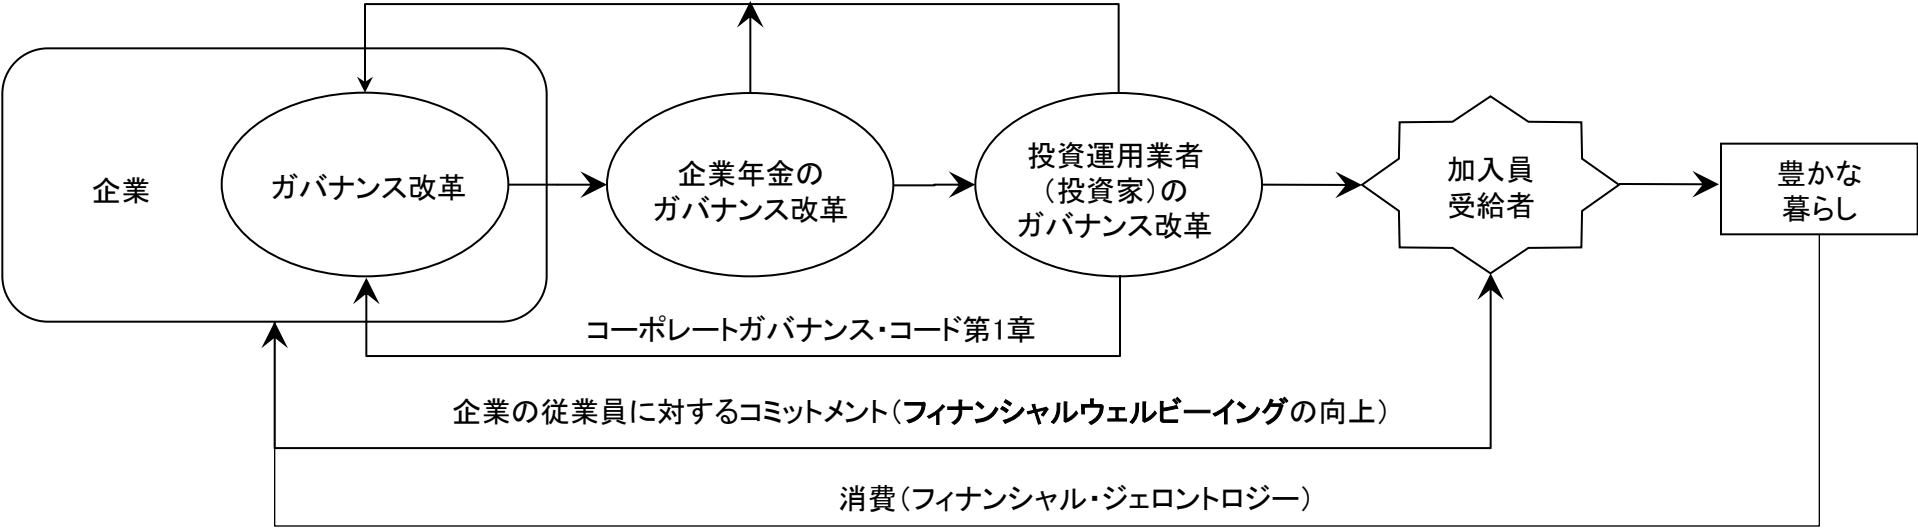 企業
ガバナンス改革
企業年金の
ガバナンス改革
投資運用業者
（投資家）の
ガバナンス改革
加入員
受給者
豊かな
暮らし
コーポレートガバナンス・コード第1章
企業の従業員に対するコミットメント（フィナンシャルウェルビーイングの向上）
消費（フィナンシャル・ジェロントロジー）